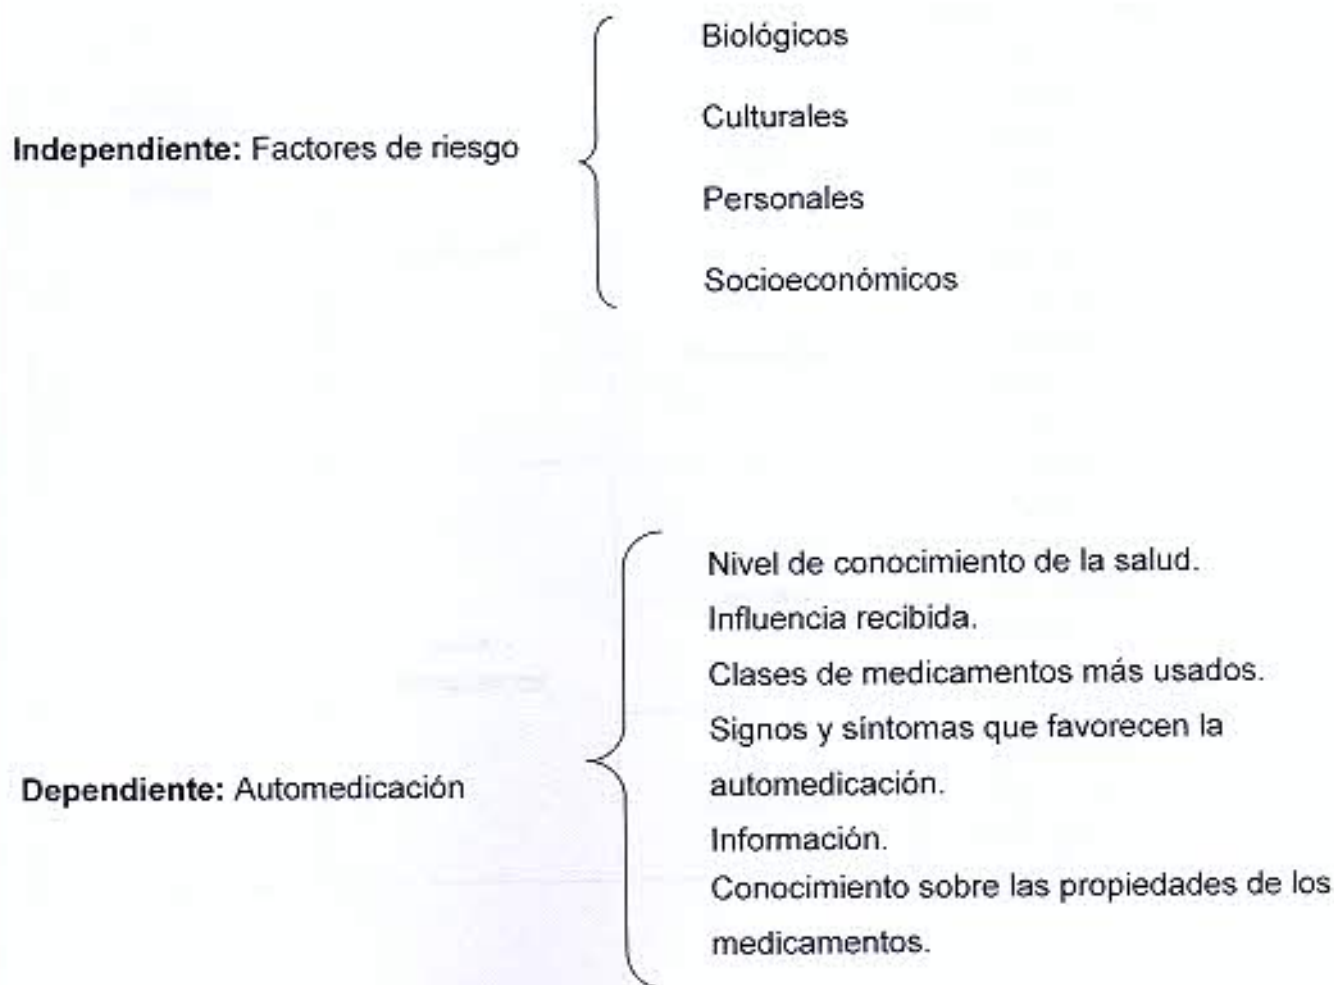 Independiente: Factores de riesgo
Biológicos
Culturales
Personales
Socioeconómicos
Dependiente: Automedicación
Nivel de conocimiento de la salud.
Influencia recibida.
Clases de medicamentos más usados.
Signos y síntomas que favorecen la
automedicación.
Información.
Conocimiento sobre las propiedades de los
medicamentos.